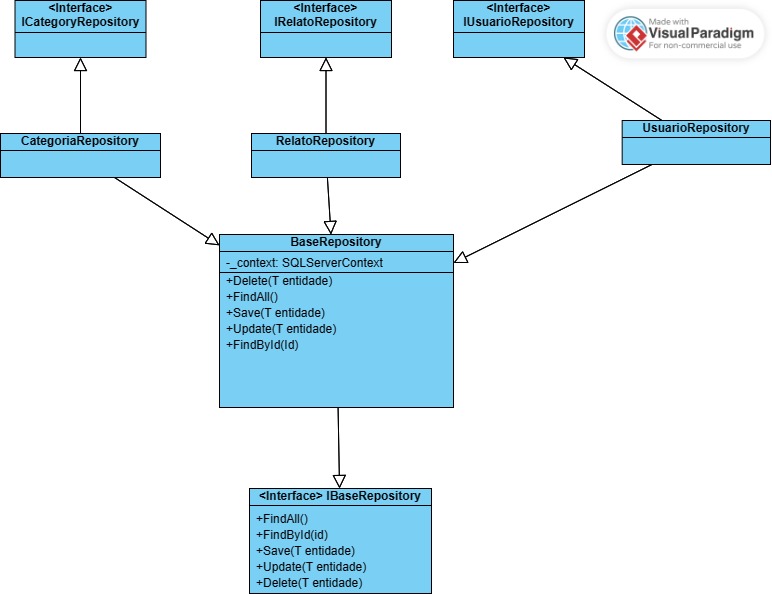 <Interface>
ICategoryRepository
<Interface>
IRelatoRepository
<Interface>
IUsuarioRepository
Made with
Visual Paradigm
For non-commercial use
CategoriaRepository
RelatoRepository
UsuarioRepository
BaseRepository
-_context: SQLServerContext
+Delete(T entidade)
+FindAll()
+Save(T entidade)
+Update(T entidade)
+FindById(Id)
<Interface> IBaseRepository
+FindAll()
+FindById(id)
+Save(T entidade)
+Update(T entidade)
+Delete(T entidade)